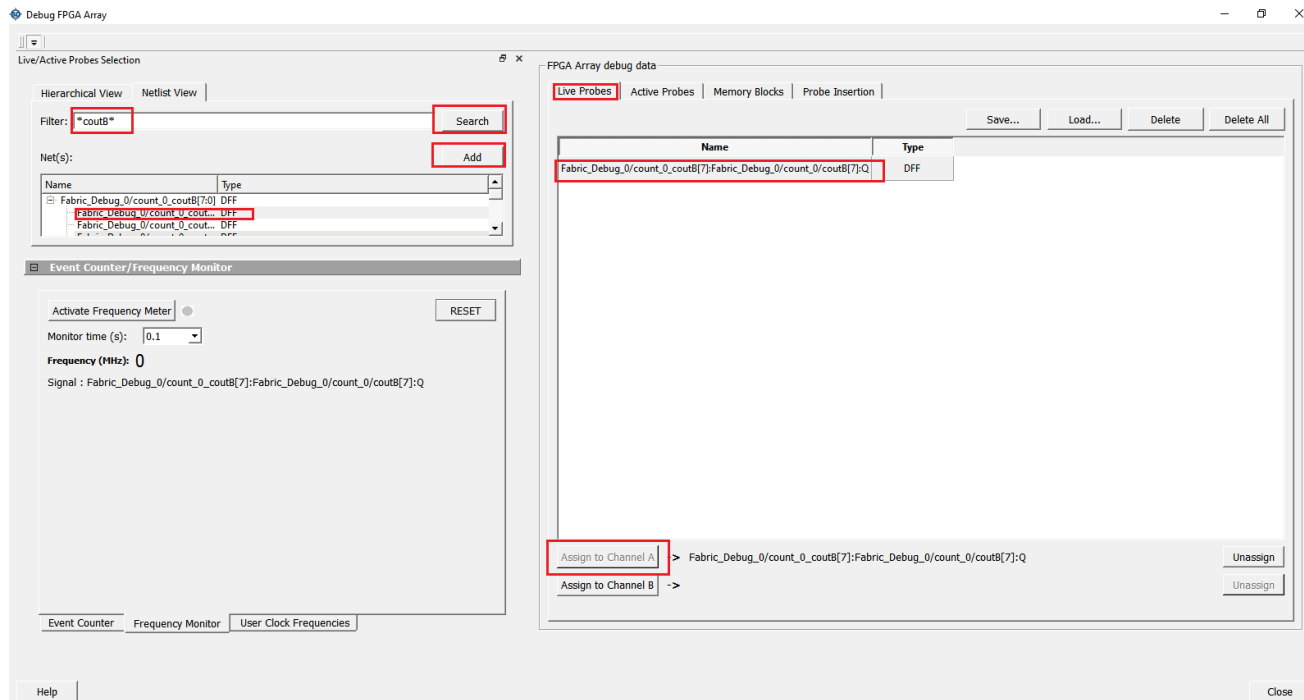 Debug FPGA Array
Live/Active Probes Selection
Hierarchical View Netlist View
Filter: *coutB* Search
Net(s): Add
Name Type
Fabric_Debug_0/count_0_coutB[7:0] DFF
Fabric_Debug_0/count_0_cout... DFF
Fabric_Debug_0/count_0_cout... DFF
Event Counter/Frequency Monitor
Activate Frequency Meter RESET
Monitor time (s): 0.1
Frequency (MHz): 0
Signal : Fabric_Debug_0/count_0_coutB[7]:Fabric_Debug_0/count_0/coutB[7]:Q
Event Counter Frequency Monitor User Clock Frequencies
FPGA Array debug data
Live Probes Active Probes Memory Blocks Probe Insertion
Save... Load... Delete Delete All
Name Type
Fabric_Debug_0/count_0_coutB[7]:Fabric_Debug_0/count_0/coutB[7]:Q DFF
Assign to Channel A -> Fabric_Debug_0/count_0_coutB[7]:Fabric_Debug_0/count_0/coutB[7]:Q Unassign
Assign to Channel B -> Unassign
Help Close